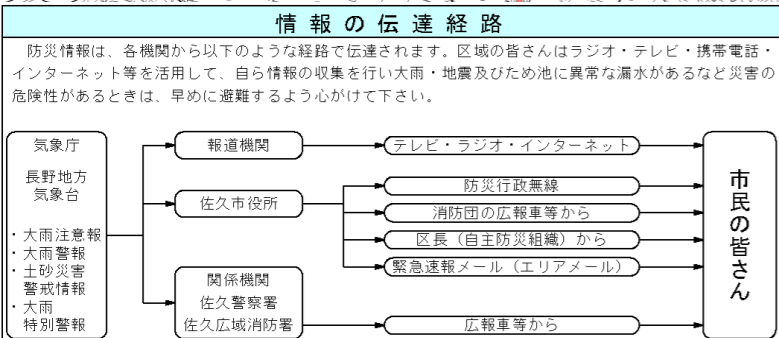 情報の伝達経路
防災情報は、各機関から以下のような経路で伝達されます。区域の皆さんはラジオ・テレビ・携帯電話・
インターネット等を活用して、自ら情報の収集を行い大雨・地震及びため池に異常な漏水があるなど災害の
危険性があるときは、早めに避難するよう心がけて下さい。
気象庁
長野地方
気象台
・大雨注意報
・大雨警報
・土砂災害
警戒情報
・大雨
特別警報
報道機関
佐久市役所
関係機関
佐久警察署
佐久広域消防署
テレビ・ラジオ・インターネット
防災行政無線
消防団の広報車等から
区長（自主防災組織）から
緊急速報メール（エリアメール）
広報車等から
市民の皆さん